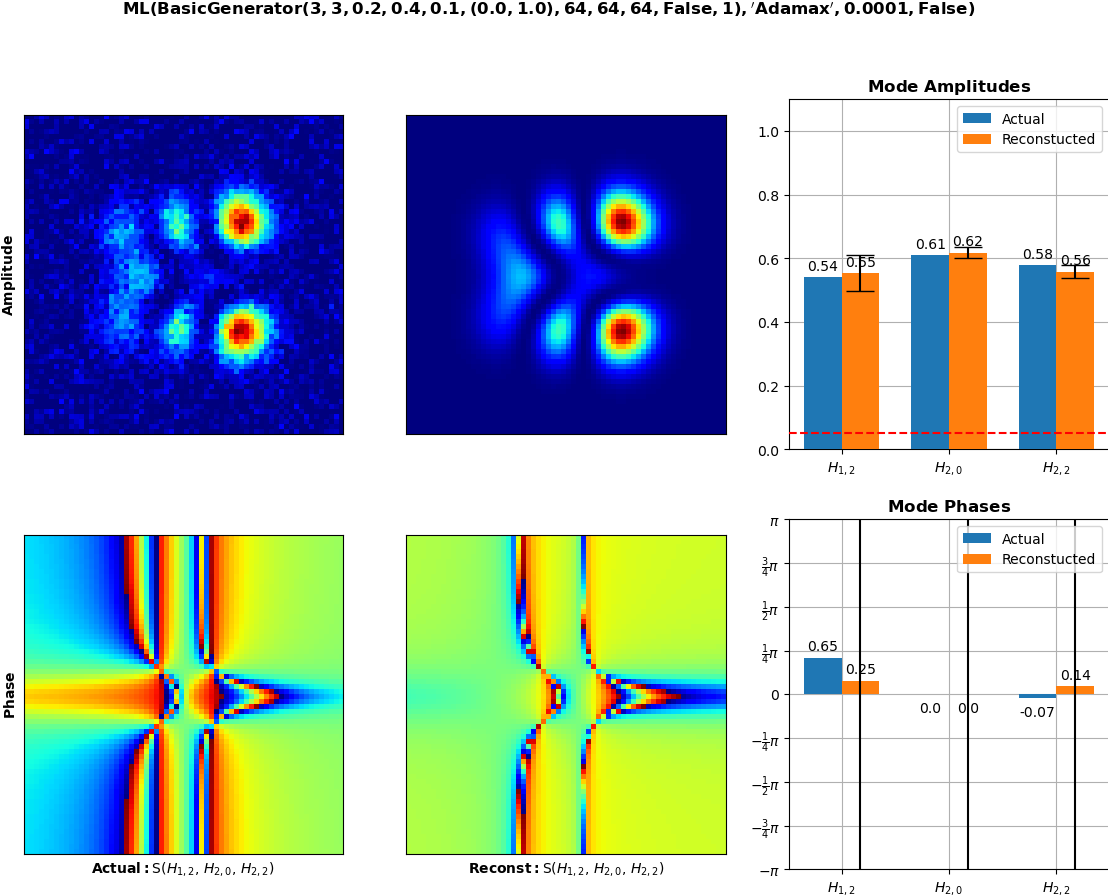 ML(BasicGenerator(3, 3, 0.2, 0.4, 0.1, (0.0, 1.0), 64, 64, 64, False, 1), 'Adamax', 0.0001, False)
Amplitude
Mode Amplitudes
Actual
Reconstucted
1.0
0.8
0.6
0.4
0.2
0.0
0.54
0.55
0.61
0.62
0.58
0.56
H₁,₂
H₂,₀
H₂,₂
Phase
Actual: S(H₁,₂, H₂,₀, H₂,₂)
Reconst: S(H₁,₂, H₂,₀, H₂,₂)
Mode Phases
Actual
Reconstucted
π
3/4π
1/2π
1/4π
0
−1/4π
−1/2π
−3/4π
−π
0.65
0.25
0.0
0.0
-0.07
0.14
H₁,₂
H₂,₀
H₂,₂